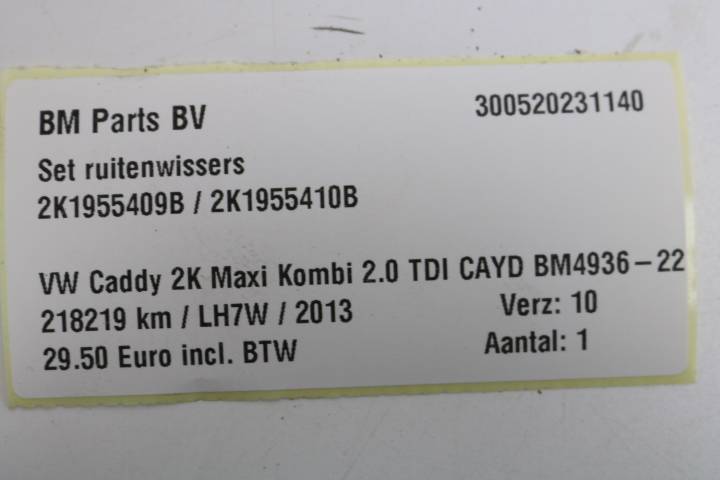 BM Parts BV 300520231140
Set ruitenwissers
2K1955409B / 2K1955410B
VW Caddy 2K Maxi Kombi 2.0 TDI CAYD BM4936-22
218219 km / LH7W / 2013 Verz: 10
29.50 Euro incl. BTW Aantal: 1